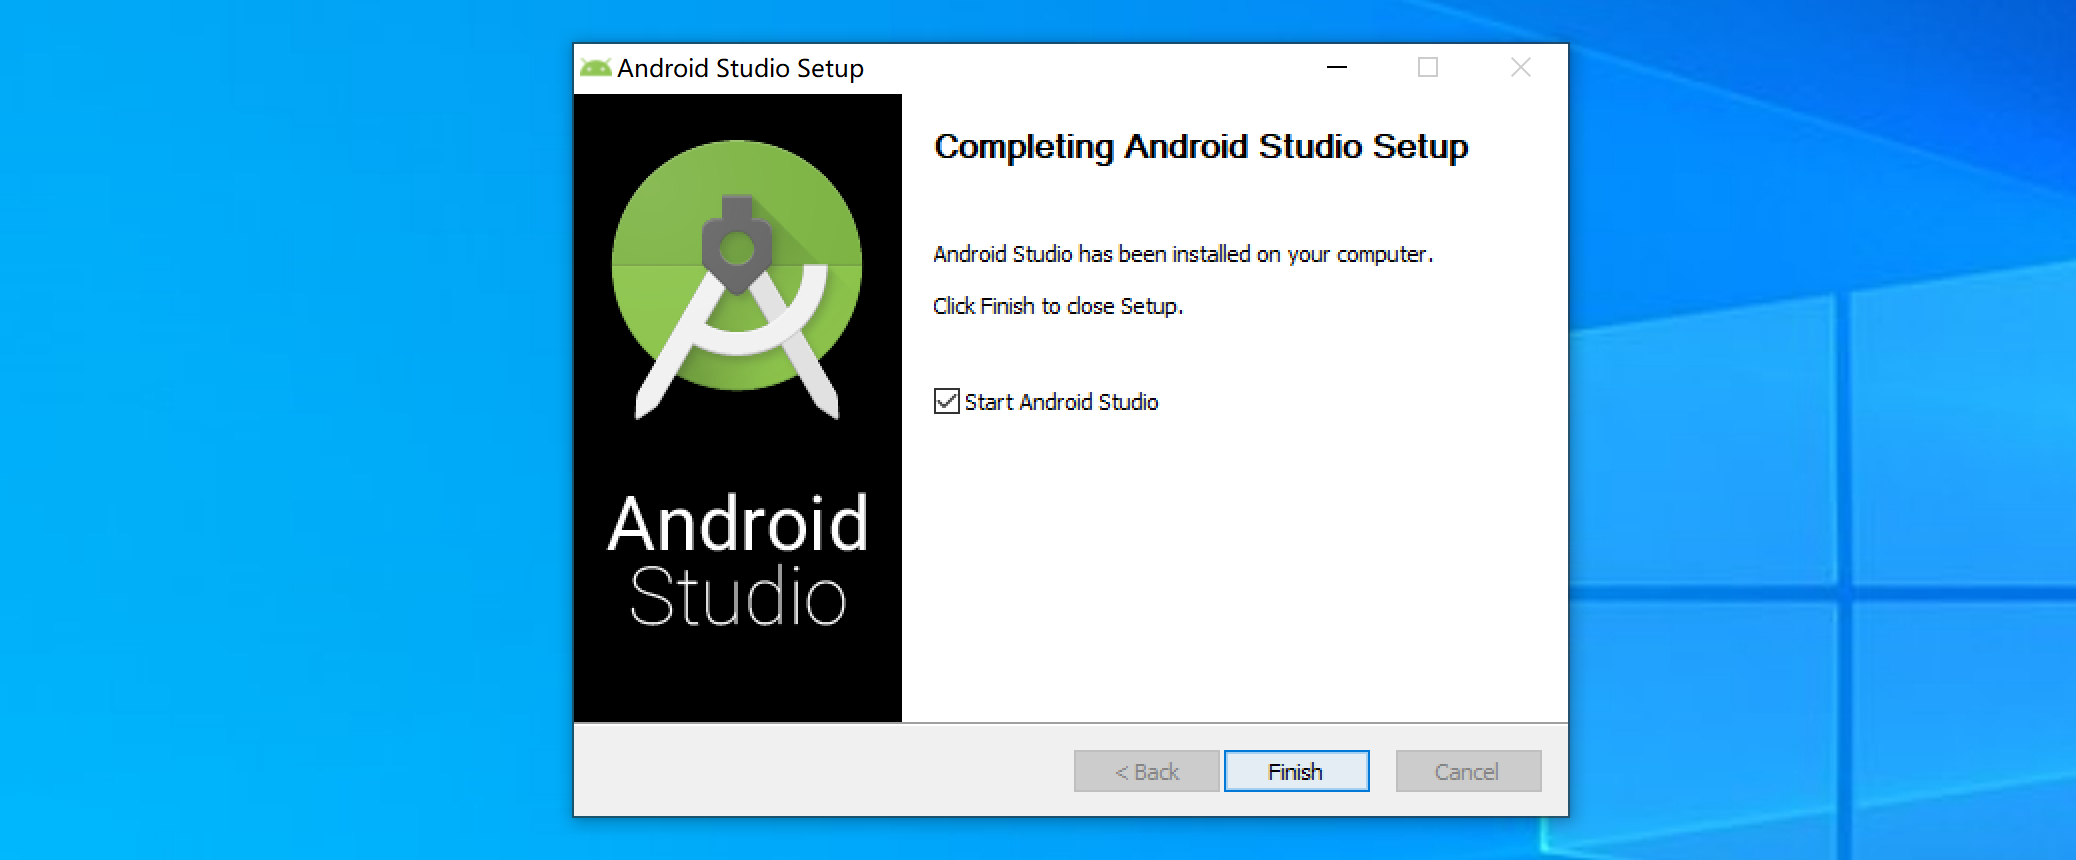 Android Studio Setup
Android
Studio
Completing Android Studio Setup
Android Studio has been installed on your computer.
Click Finish to close Setup.
Start Android Studio
< Back
Finish
Cancel